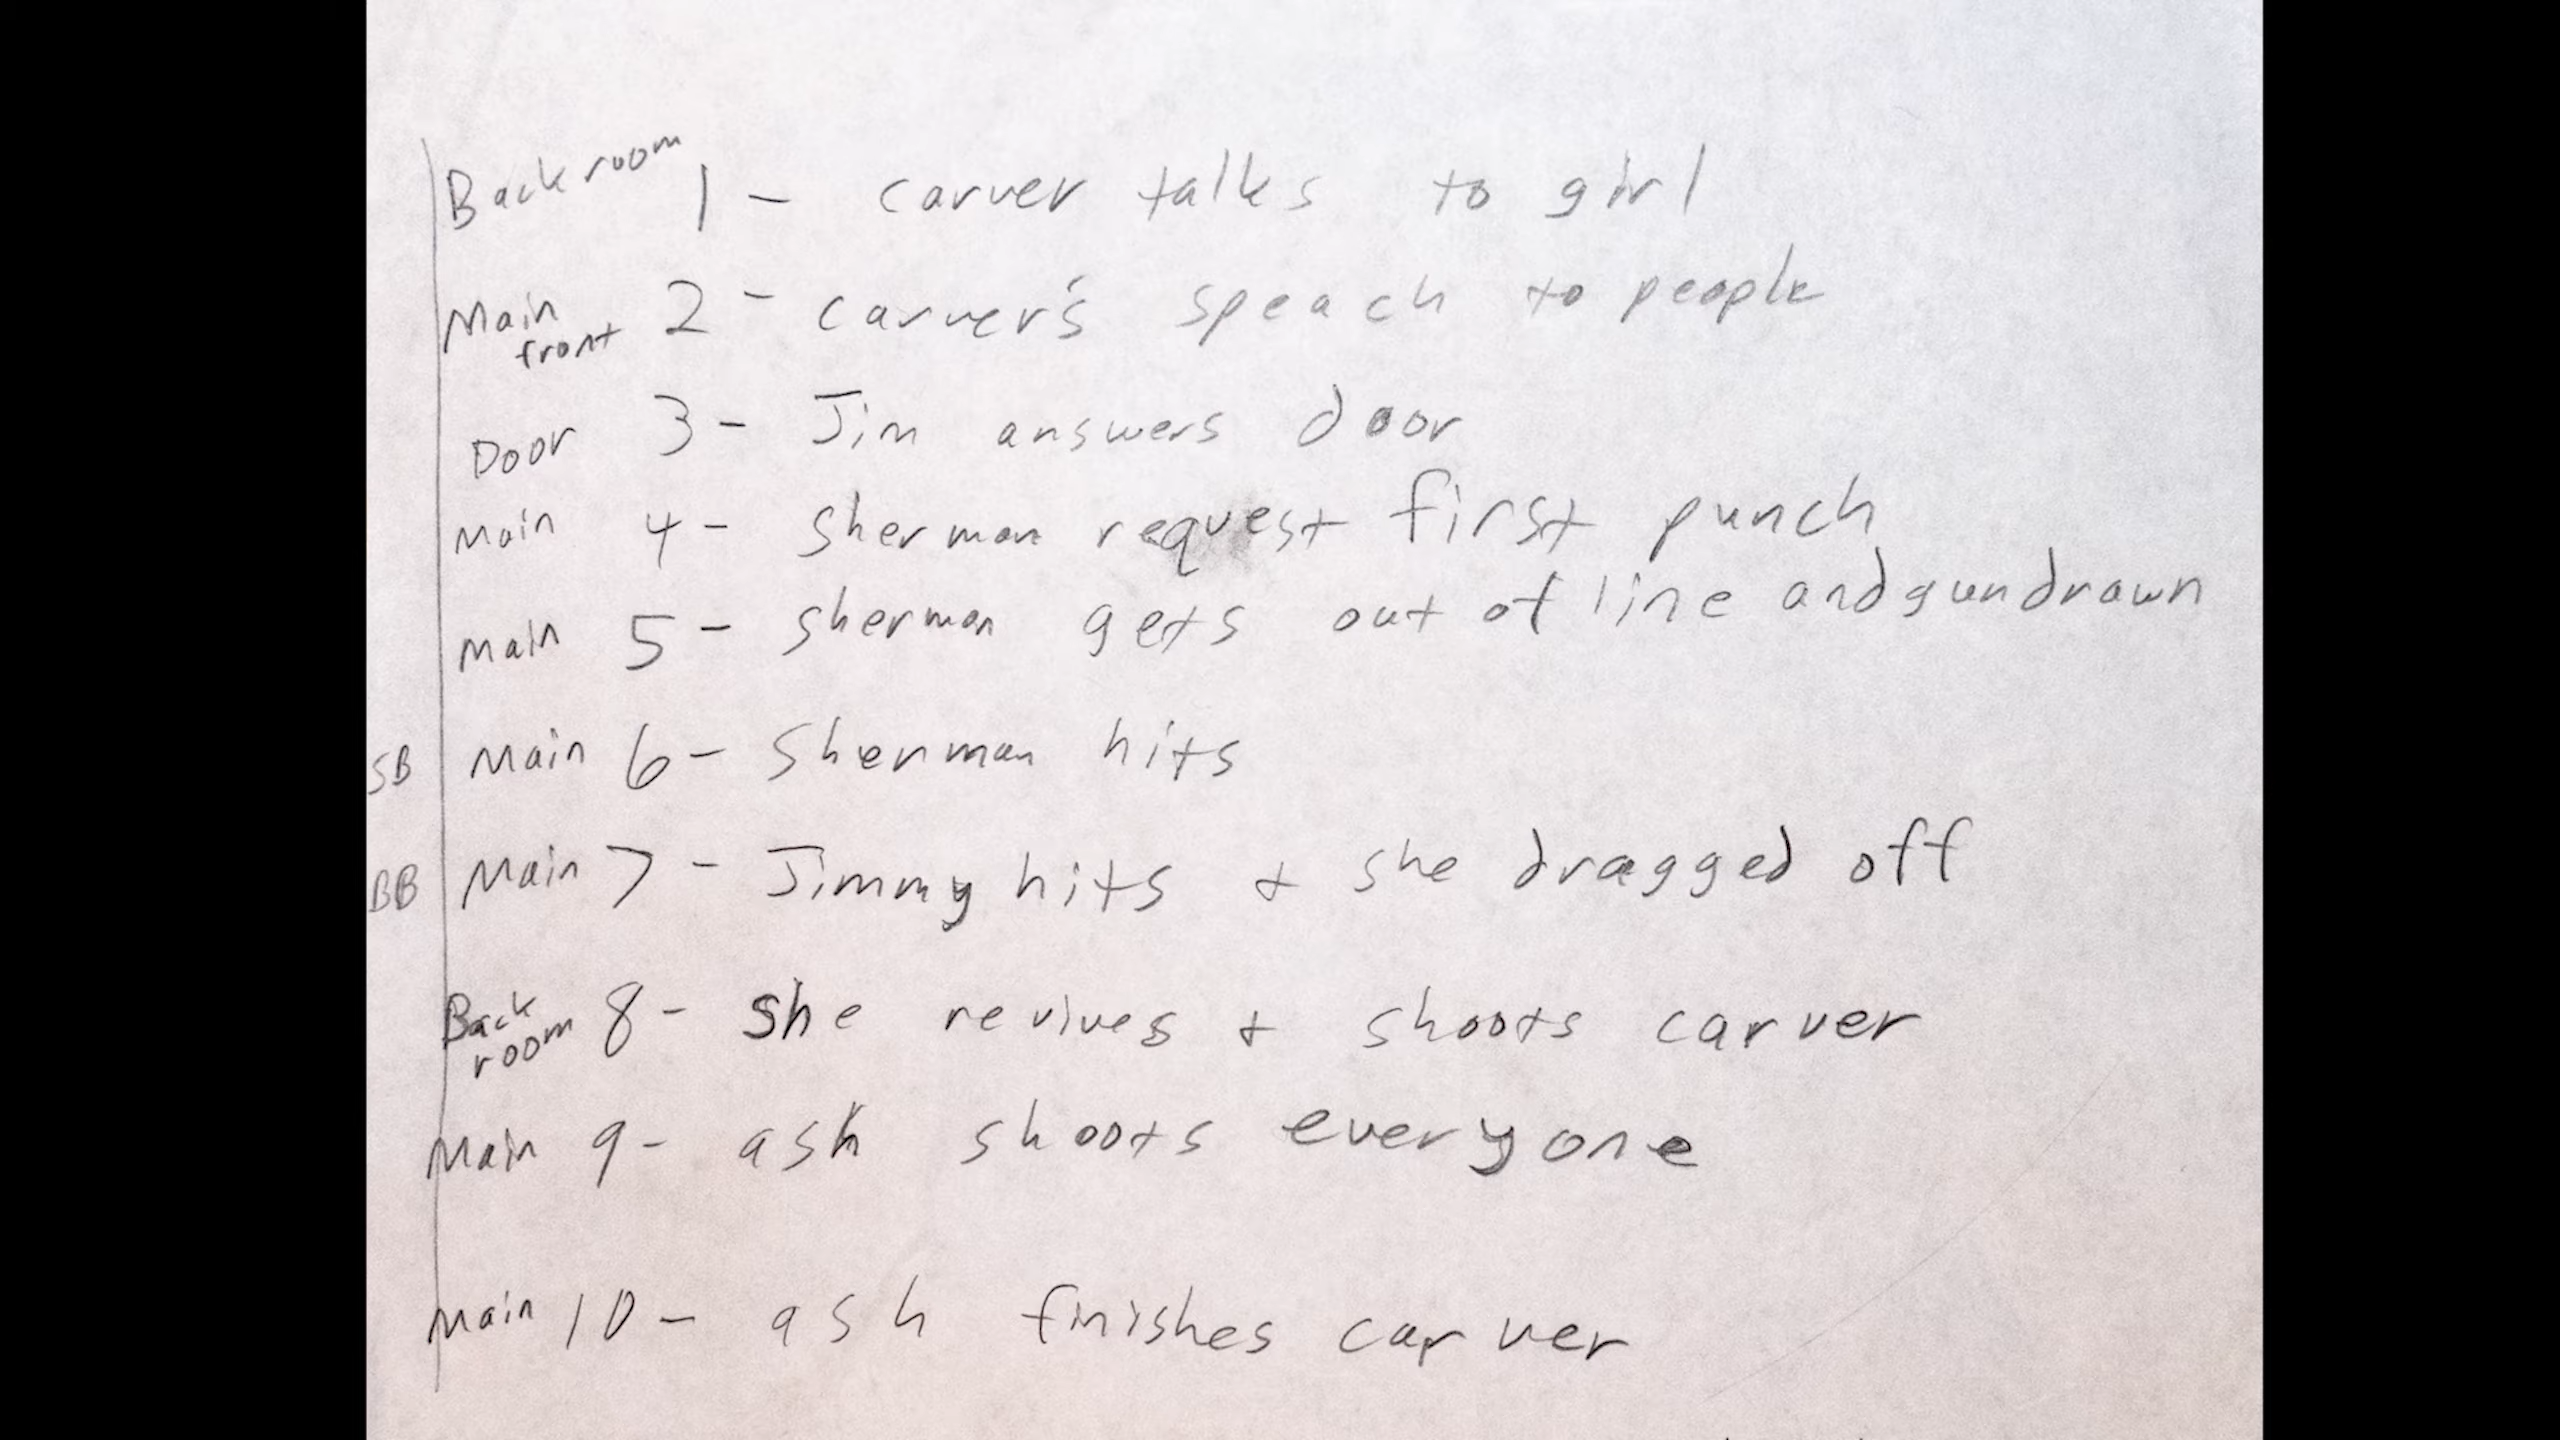 Back room 1 - carver talks to girl
Main front 2 - carver's speach to people
Door 3 - Jim answers door
Main 4 - sherman request first punch
Main 5 - sherman gets out of line and gun drawn
SB Main 6 - Sherman hits
BB Main 7 - Jimmy hits + she dragged off
Back room 8 - she revives + shoots carver
Main 9 - ash shoots everyone
Main 10 - ash finishes carver